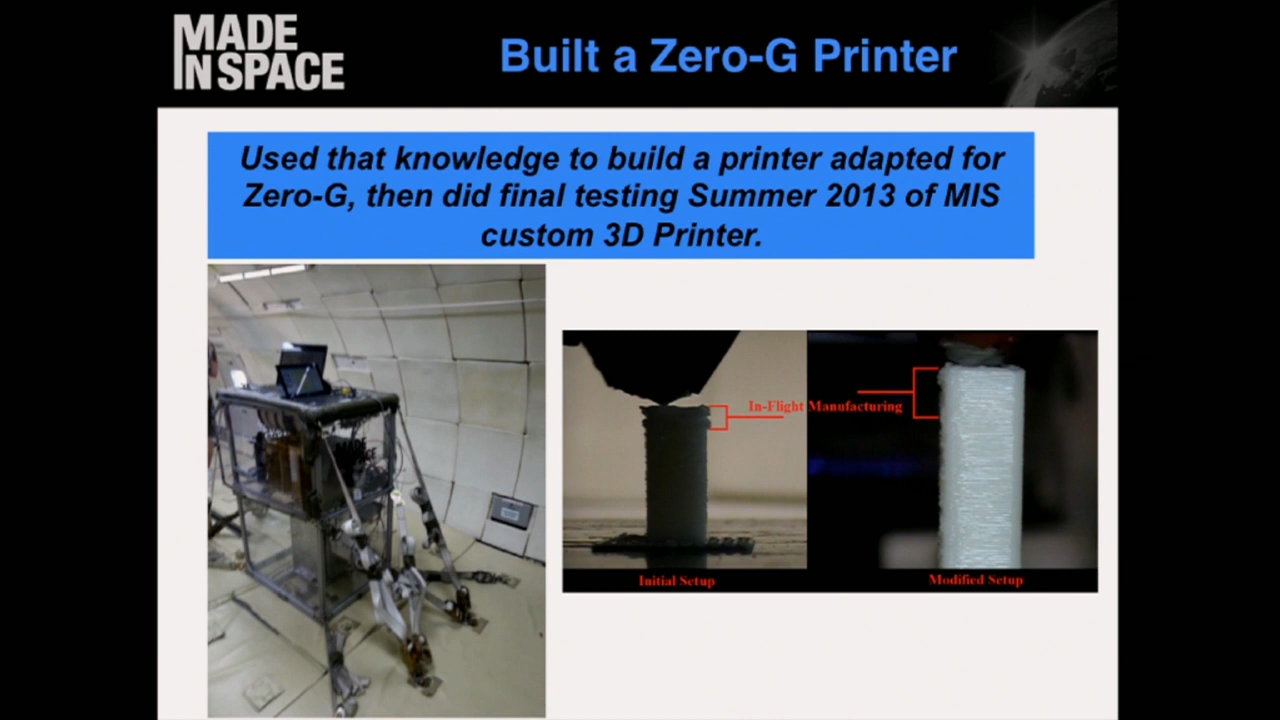 MADE
IN SPACE
Built a Zero-G Printer
Used that knowledge to build a printer adapted for
Zero-G, then did final testing Summer 2013 of MIS
custom 3D Printer.
MADE
In-Flight Manufacturing
Initial Setup
Modified Setup